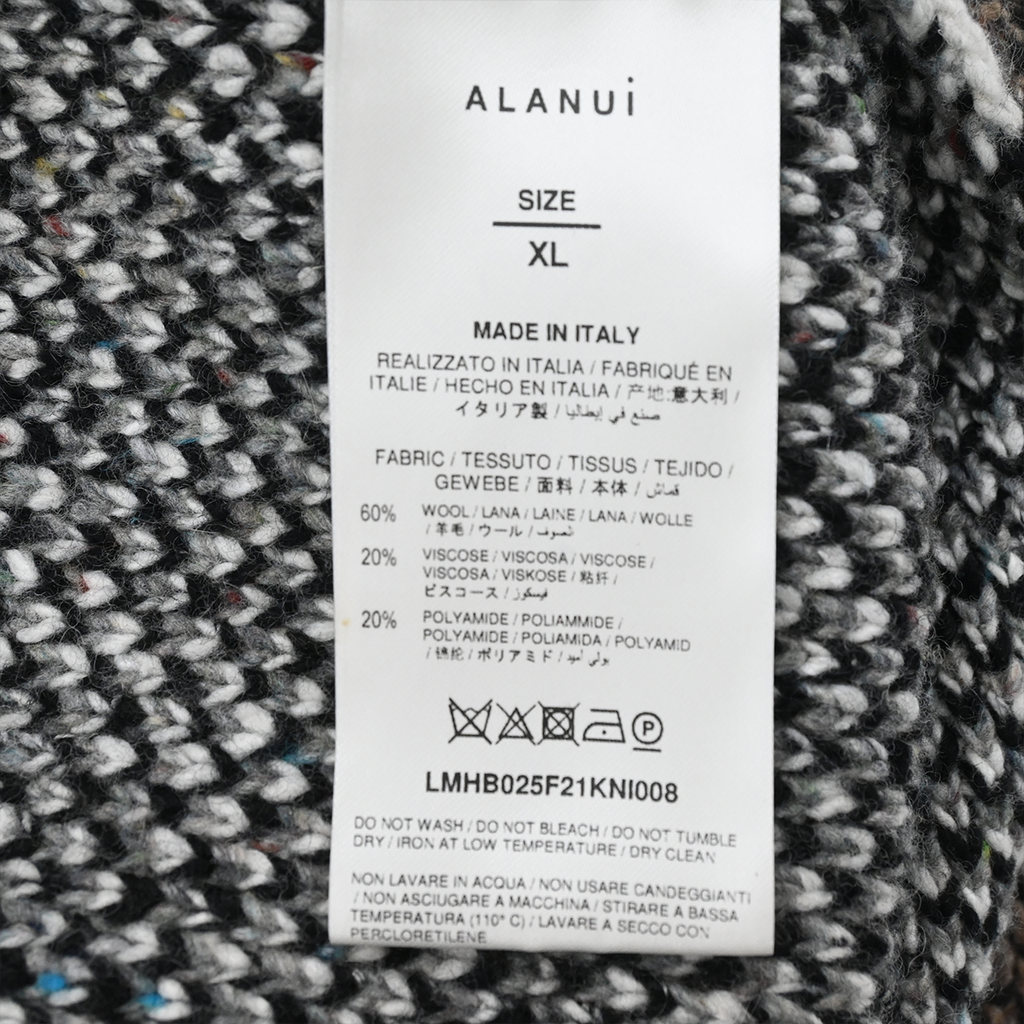 ALANUi
SIZE
XL
MADE IN ITALY
REALIZZATO IN ITALIA / FABRIQUÉ EN
ITALIE / HECHO EN ITALIA / 产地:意大利 /
イタリア製 / صنع في إيطاليا
FABRIC / TESSUTO / TISSUS / TEJIDO /
GEWEBE / 面料 / 本体 / قماش
60% WOOL / LANA / LAINE / LANA / WOLLE
/ 羊毛 / ウール / الصوف
20% VISCOSE / VISCOSA / VISCOSE /
VISCOSA / VISKOSE / 粘纤 /
ビスコース / فيسكوز
20% POLYAMIDE / POLIAMMIDE /
POLYAMIDE / POLIAMIDA / POLYAMID
/ 锦纶 / ポリアミド / بولي أميد
P
LMHB025F21KNI008
DO NOT WASH / DO NOT BLEACH / DO NOT TUMBLE
DRY / IRON AT LOW TEMPERATURE / DRY CLEAN
NON LAVARE IN ACQUA / NON USARE CANDEGGIANTI
/ NON ASCIUGARE A MACCHINA / STIRARE A BASSA
TEMPERATURA (110° C) / LAVARE A SECCO CON
PERCLORETILENE